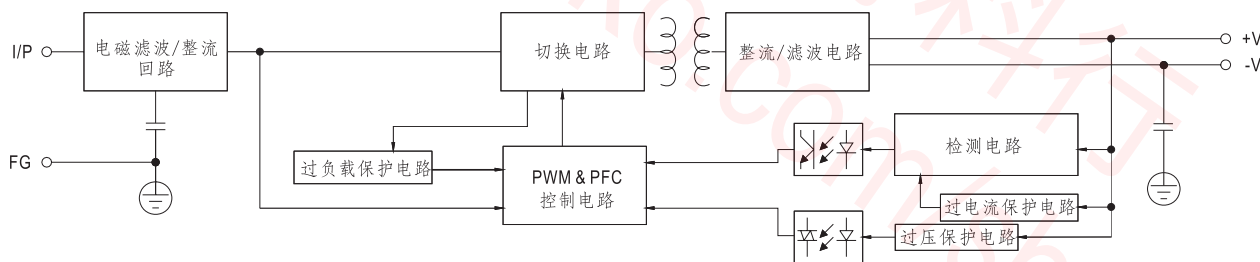 I/P
电磁滤波/整流
回路
切换电路
整流/滤波电路
+V
-V
FG
过负载保护电路
PWM & PFC
控制电路
检测电路
过电流保护电路
过压保护电路